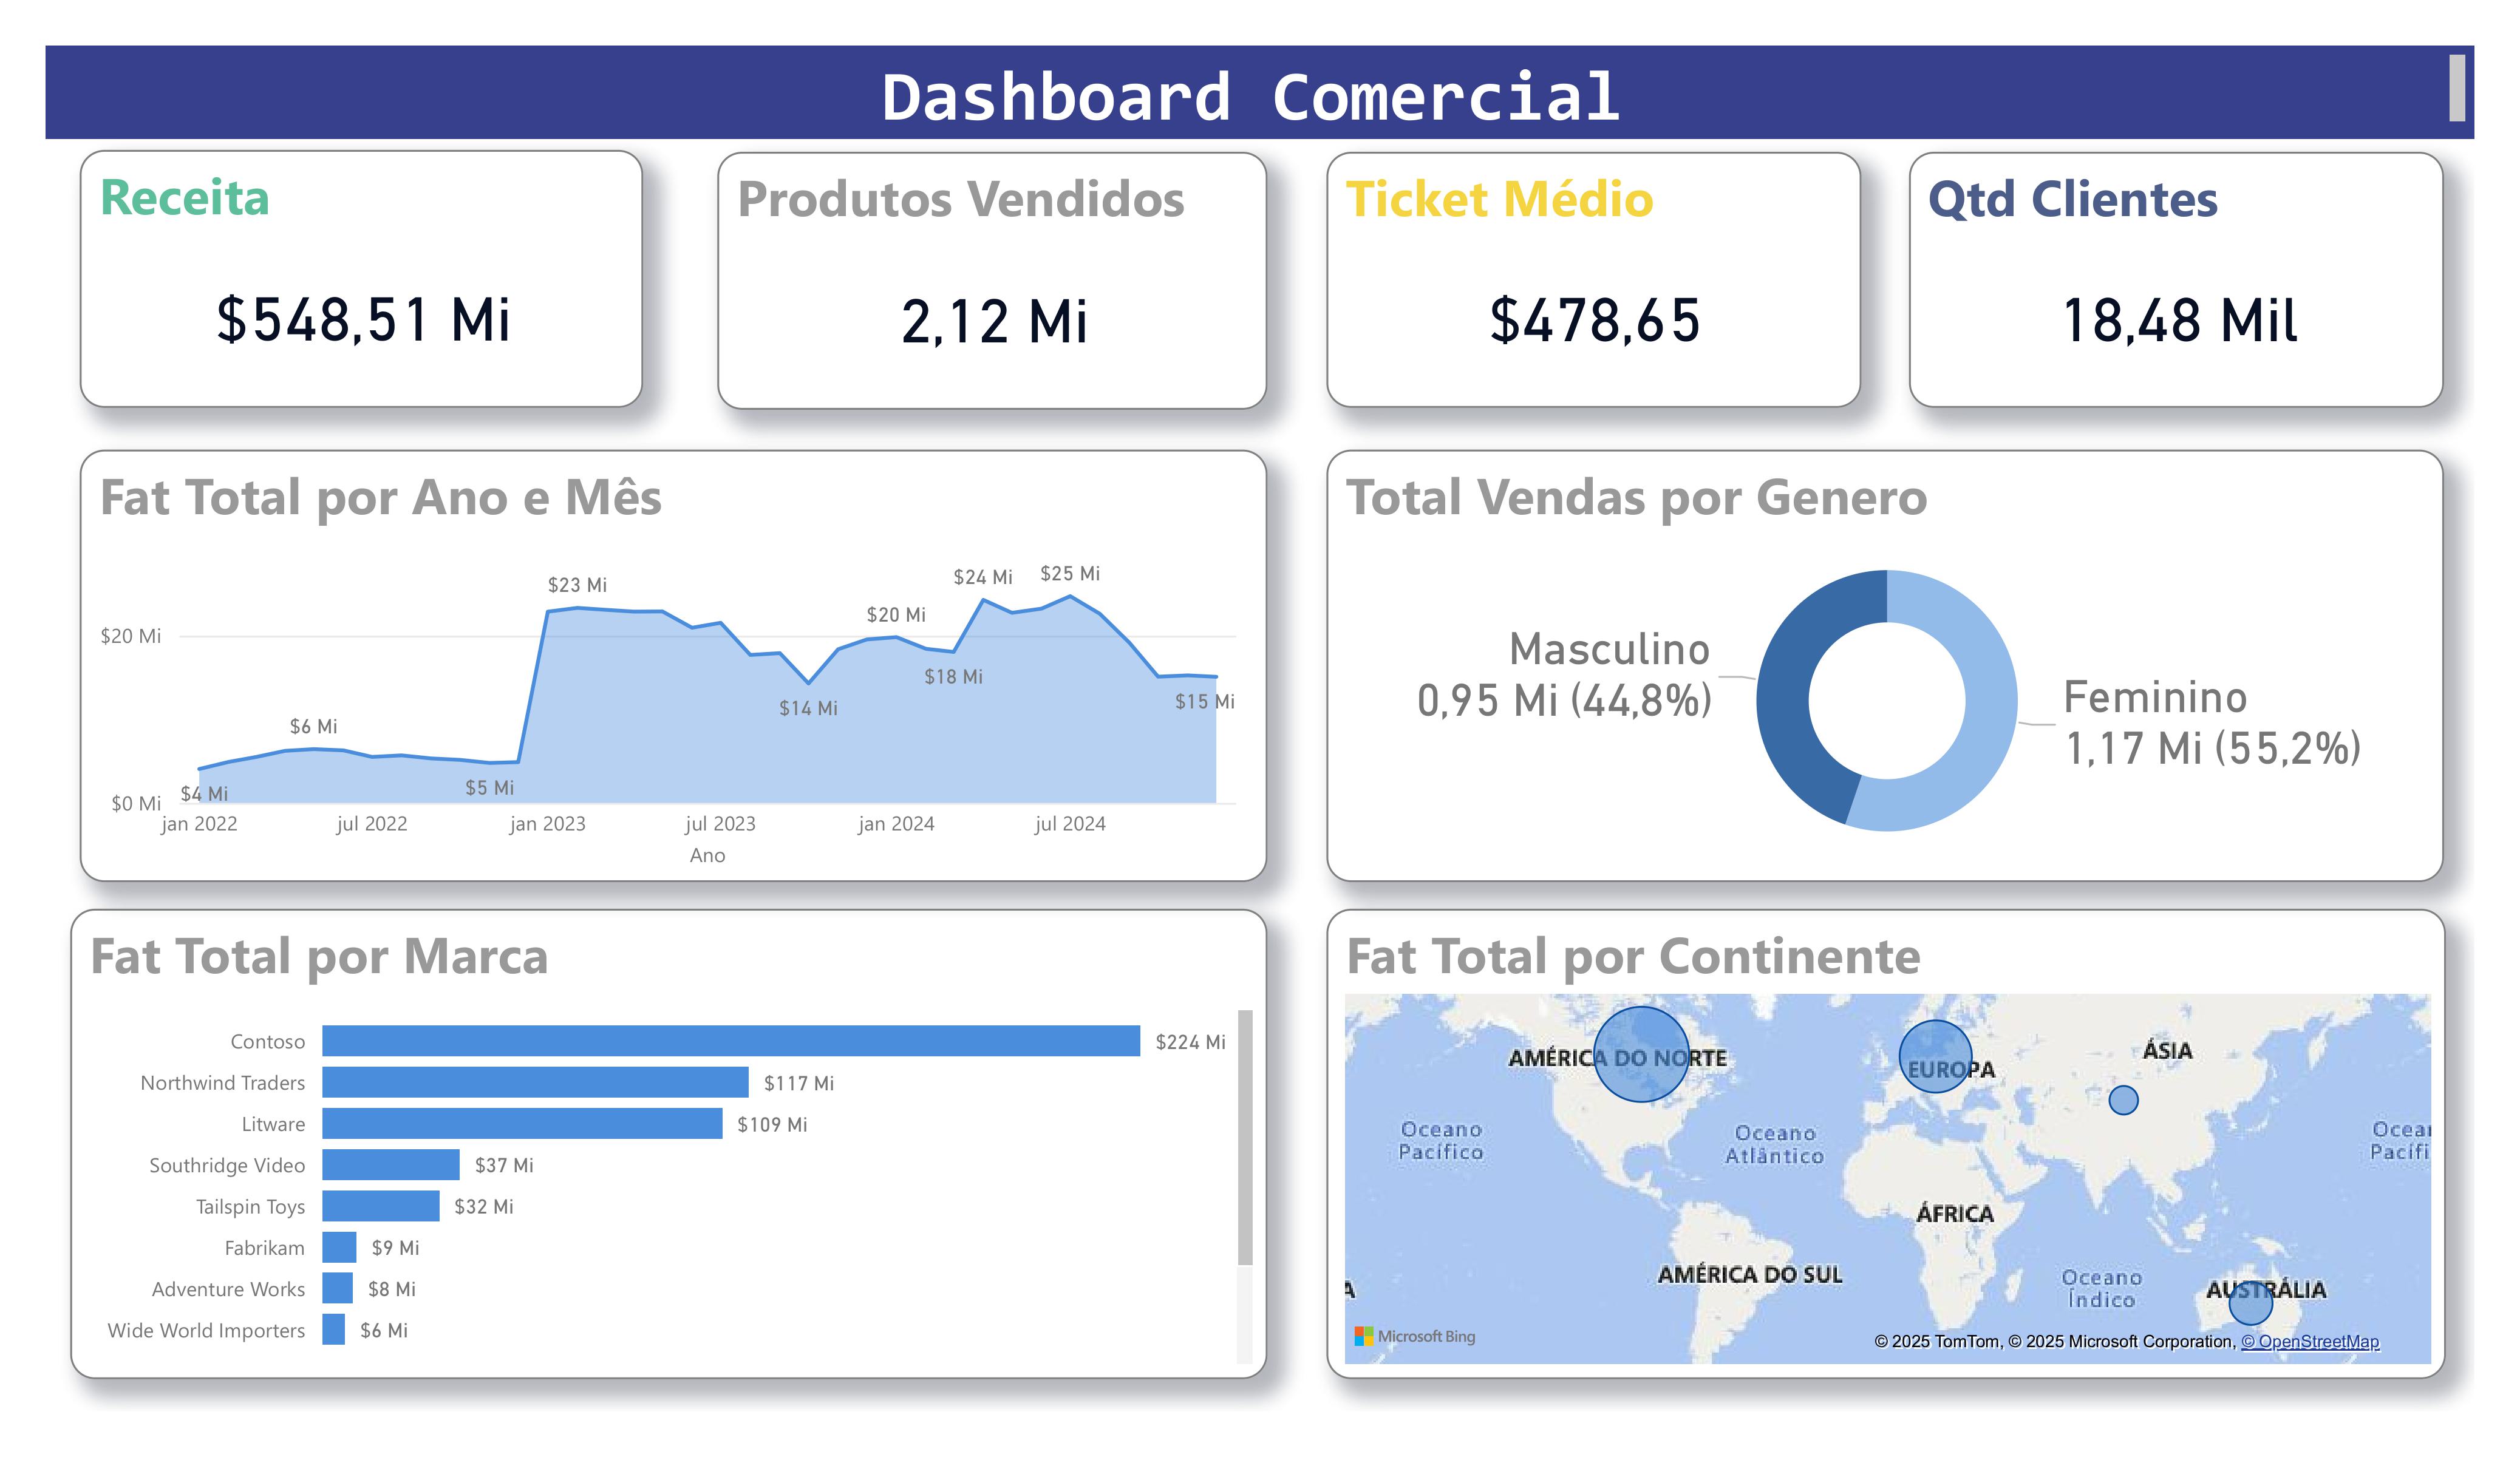 Dashboard Comercial
Receita
$548,51 Mi
Produtos Vendidos
2,12 Mi
Ticket Médio
$478,65
Qtd Clientes
18,48 Mil
Fat Total por Ano e Mês
$20 Mi
$0 Mi
$4 Mi
$6 Mi
$5 Mi
$23 Mi
$14 Mi
$20 Mi
$18 Mi
$24 Mi
$25 Mi
$15 Mi
jan 2022
jul 2022
jan 2023
jul 2023
jan 2024
jul 2024
Ano
Total Vendas por Genero
Masculino
0,95 Mi (44,8%)
Feminino
1,17 Mi (55,2%)
Fat Total por Marca
Contoso $224 Mi
Northwind Traders $117 Mi
Litware $109 Mi
Southridge Video $37 Mi
Tailspin Toys $32 Mi
Fabrikam $9 Mi
Adventure Works $8 Mi
Wide World Importers $6 Mi
Fat Total por Continente
AMÉRICA DO NORTE
EUROPA
ÁSIA
Oceano
Pacífico
Oceano
Atlântico
Ocea
Pacífi
ÁFRICA
AMÉRICA DO SUL
Oceano
Índico
AUSTRÁLIA
A
Microsoft Bing
© 2025 TomTom, © 2025 Microsoft Corporation, © OpenStreetMap